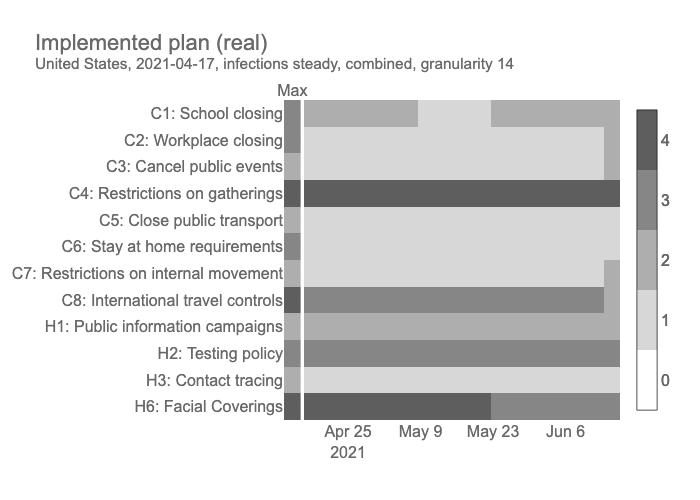 Implemented plan (real)
United States, 2021-04-17, infections steady, combined, granularity 14
Max
C1: School closing
C2: Workplace closing
C3: Cancel public events
C4: Restrictions on gatherings
C5: Close public transport
C6: Stay at home requirements
C7: Restrictions on internal movement
C8: International travel controls
H1: Public information campaigns
H2: Testing policy
H3: Contact tracing
H6: Facial Coverings
4
3
2
1
0
Apr 25 May 9 May 23 Jun 6
2021